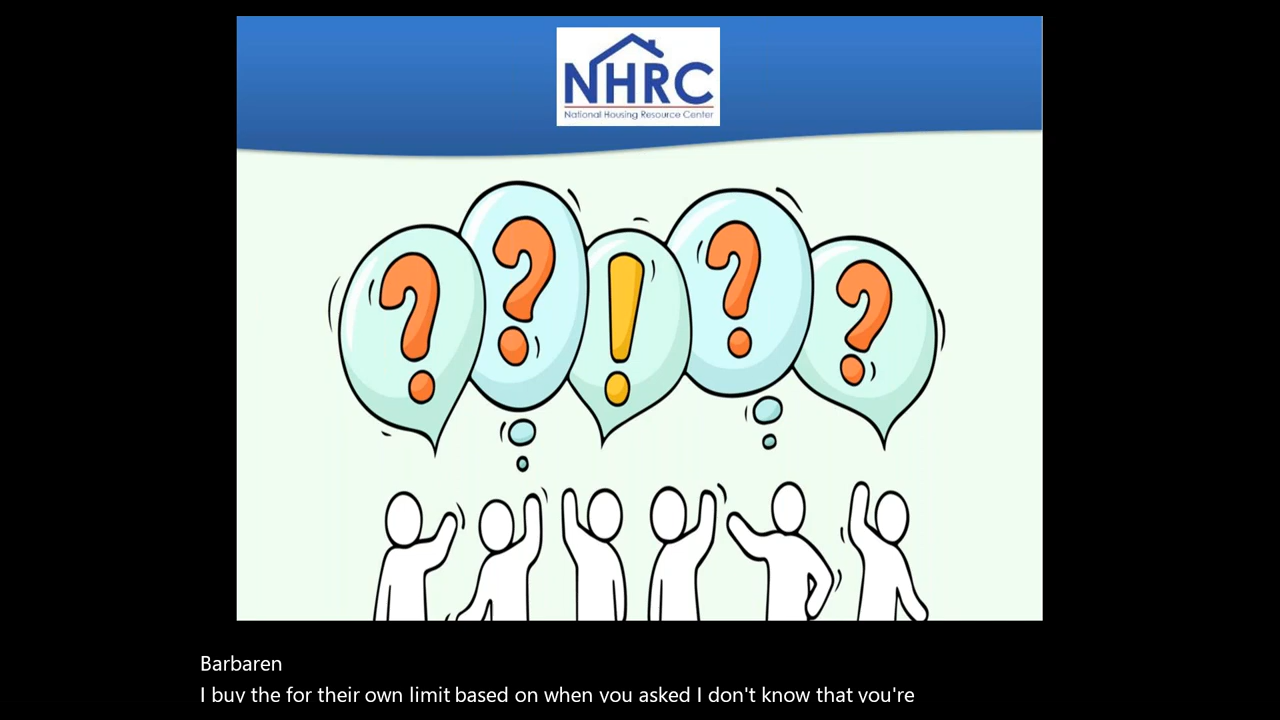 NHRC
National Housing Resource Center
? ? ! ? ?
Barbaren
I buy the for their own limit based on when you asked I don't know that you're